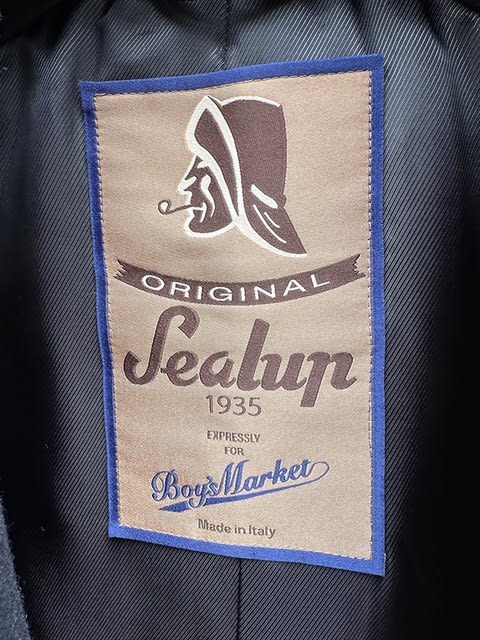 ORIGINAL
Sealup
1935
EXPRESSLY
FOR
Boy's Market
Made in Italy